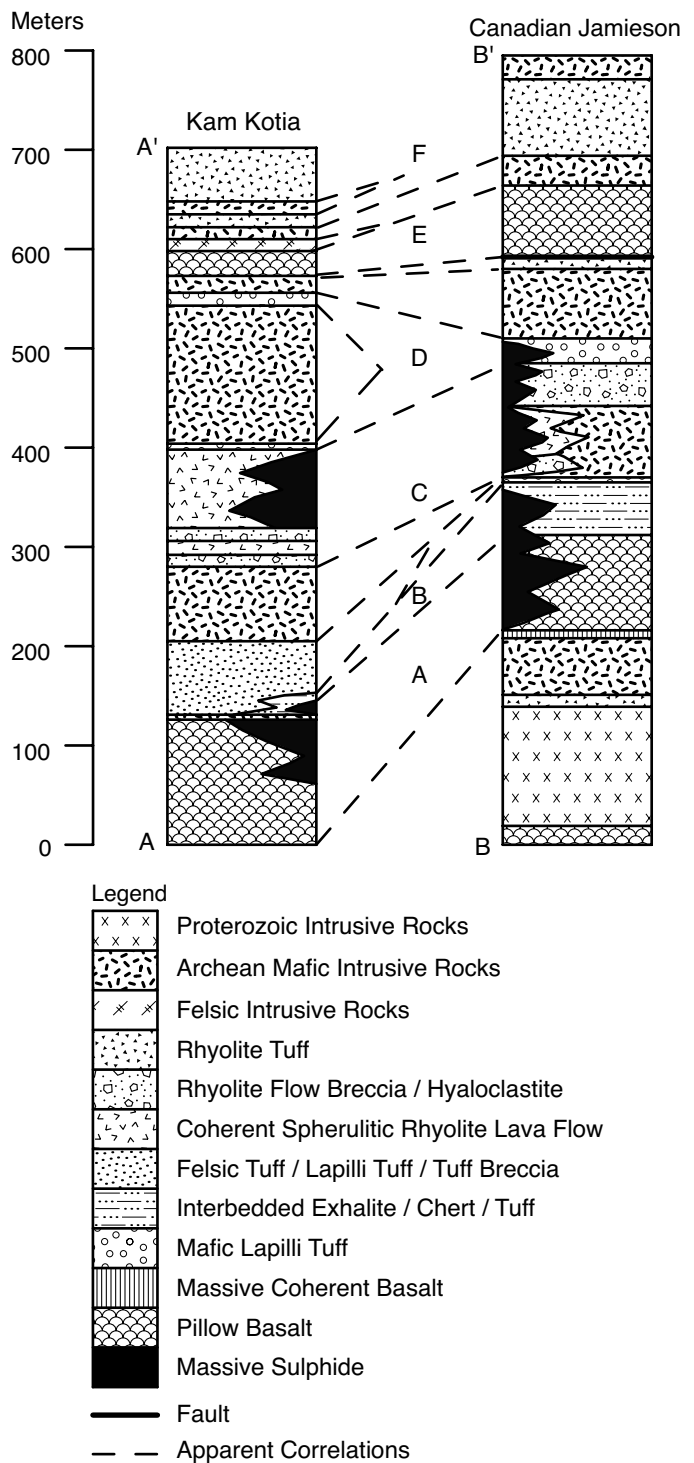 Meters
Canadian Jamieson
800
B'
Kam Kotia
A'
700
F
600
E
500
D
400
C
300
B
200
A
100
0
A
B
Legend
Proterozoic Intrusive Rocks
Archean Mafic Intrusive Rocks
Felsic Intrusive Rocks
Rhyolite Tuff
Rhyolite Flow Breccia / Hyaloclastite
Coherent Spherulitic Rhyolite Lava Flow
Felsic Tuff / Lapilli Tuff / Tuff Breccia
Interbedded Exhalite / Chert / Tuff
Mafic Lapilli Tuff
Massive Coherent Basalt
Pillow Basalt
Massive Sulphide
Fault
Apparent Correlations